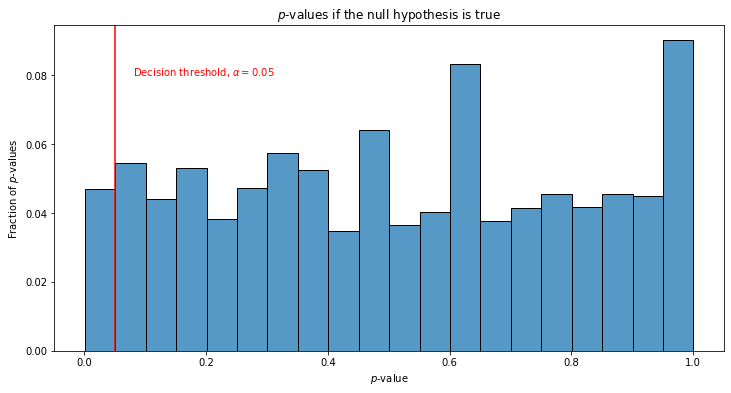 p-values if the null hypothesis is true
Decision threshold, α = 0.05
Fraction of p-values
0.08
0.06
0.04
0.02
0.00
0.0 0.2 0.4 0.6 0.8 1.0
p-value